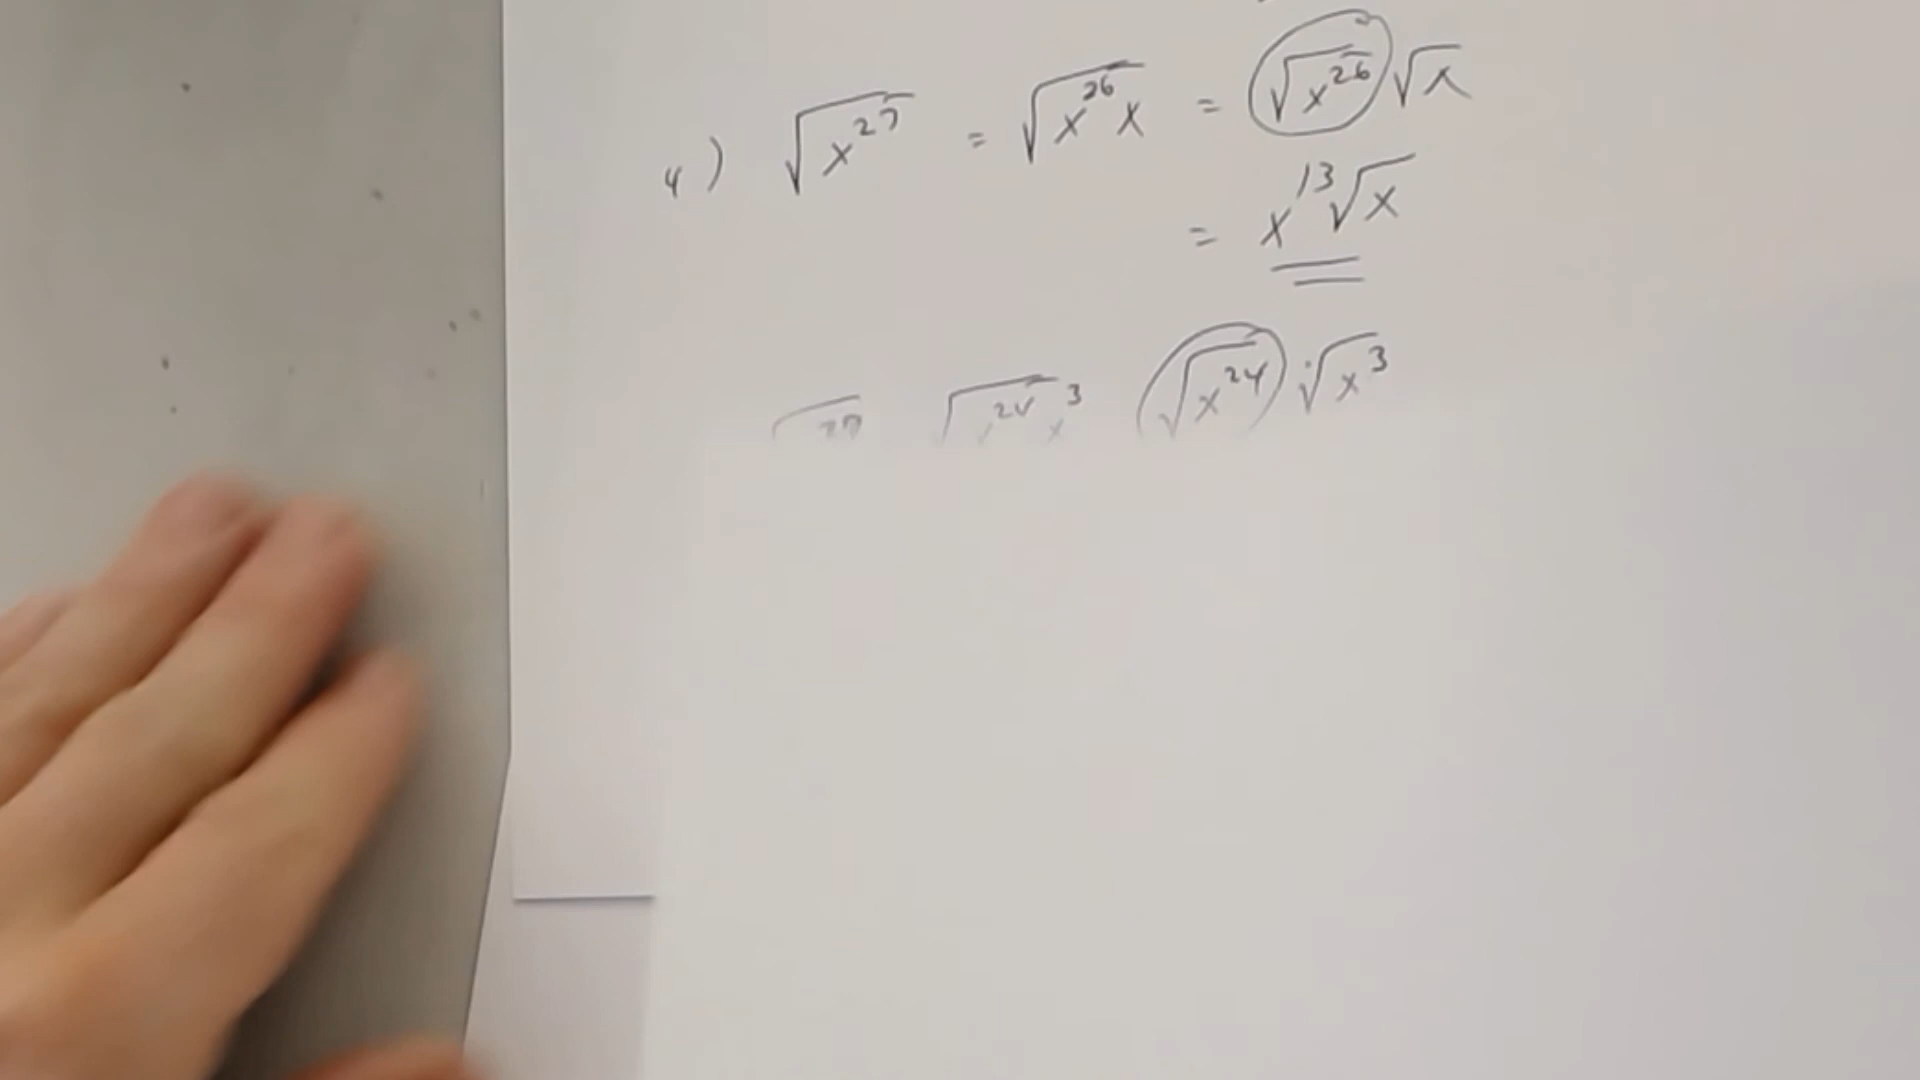 4) √x²⁷ = √x²⁶x = √x²⁶ √x
= x¹³√x
√x²⁴ √x³